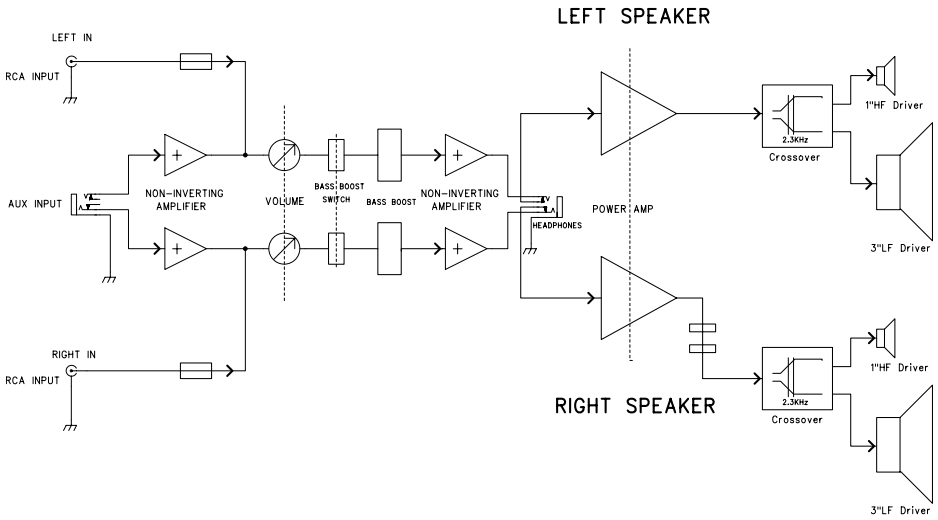 LEFT SPEAKER
LEFT IN
RCA INPUT
1"HF Driver
2.3KHz
Crossover
NON-INVERTING
AMPLIFIER
VOLUME
BASS BOOST
SWITCH
BASS BOOST
NON-INVERTING
AMPLIFIER
AUX INPUT
POWER AMP
HEADPHONES
3"LF Driver
RIGHT IN
RCA INPUT
1"HF Driver
2.3KHz
Crossover
RIGHT SPEAKER
3"LF Driver